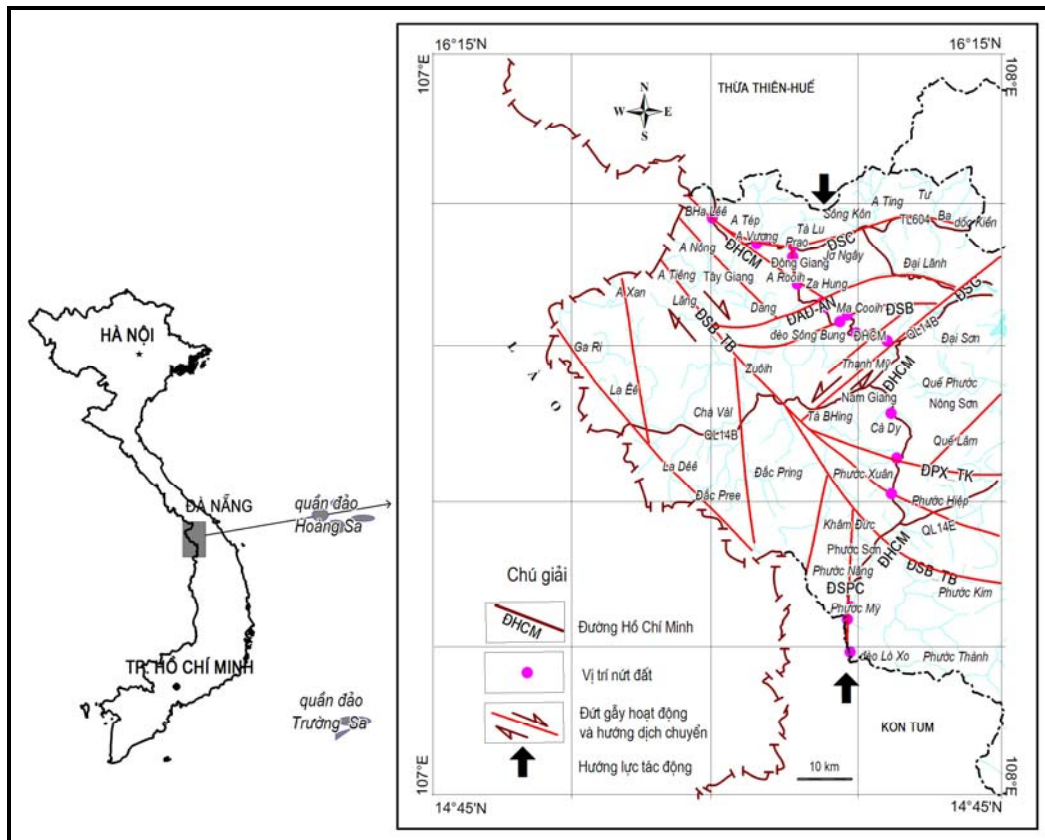 HÀ NỘI
ĐÀ NẴNG
quần đảo
Hoàng Sa
TP. HỒ CHÍ MINH
quần đảo
Trường Sa
16°15'N
16°15'N
107°E
108°E
THỪA THIÊN-HUẾ
N
W E
S
BHa Lêê
A Tép
A Vương
Tà Lu
Prao
Sông Kôn
A Ting
Tư
Ba
dốc Kiền
TL604
ĐSC
ĐHCM
A Nông
Đông Giang
Jơ Ngây
A Rooih
Za Hung
Đại Lãnh
A Tiêng
Tây Giang
A Xan
Lăng
Dang
ĐAD-AN
Ma Cooih
ĐSB
ĐSG
QL14B
ĐSB_TB
đèo Sông Bung
ĐHCM
Đại Sơn
Ga Ri
Zuôih
Thạnh Mỹ
ĐHCM
LÀO
La Êê
Nam Giang
Quế Phước
Nông Sơn
Chà Vàl
Tà BHing
Cà Dy
QL14B
Quế Lâm
La Dêê
Đắc Pring
Phước Xuân
ĐPX_TK
Đắc Pree
Phước Hiệp
Khâm Đức
QL14E
ĐHCM
Phước Sơn
Phước Năng
ĐSB_TB
Phước Kim
ĐSPC
Phước Mỹ
đèo Lò Xo
Phước Thành
KON TUM
Chú giải
ĐHCM
Đường Hồ Chí Minh
Vị trí nứt đất
Đứt gãy hoạt động
và hướng dịch chuyển
Hướng lực tác động
10 km
107°E
108°E
14°45'N
14°45'N